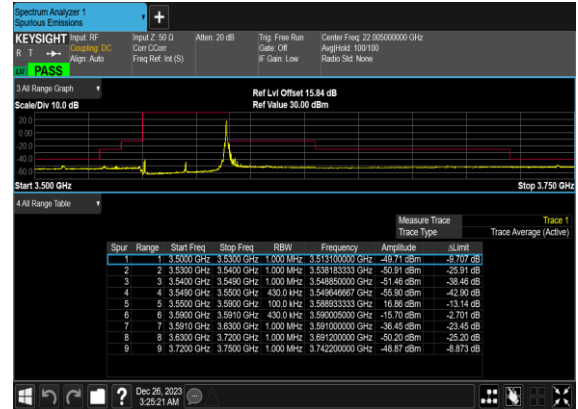 Spectrum Analyzer 1
Spurious Emissions
KEYSIGHT Input: RF Input Z: 50 Ω Atten: 20 dB Trig: Free Run Center Freq: 22.005000000 GHz
R T Coupling: DC Corr CCorr Gate: Off Avg|Hold: 100/100
Align: Auto Freq Ref: Int (S) IF Gain: Low Radio Std: None
PASS
3 All Range Graph
Ref Lvl Offset 15.84 dB
Scale/Div 10.0 dB Ref Value 30.00 dBm
20.0
0.00
-20.0
-40.0
-60.0
Start 3.500 GHz Stop 3.750 GHz
4 All Range Table
Measure Trace Trace 1
Trace Type Trace Average (Active)
Spur Range Start Freq Stop Freq RBW Frequency Amplitude ΔLimit
1 1 3.5000 GHz 3.5300 GHz 1.000 MHz 3.513100000 GHz -49.71 dBm -9.707 dB
2 2 3.5300 GHz 3.5400 GHz 1.000 MHz 3.538183333 GHz -50.91 dBm -25.91 dB
3 3 3.5400 GHz 3.5490 GHz 1.000 MHz 3.548850000 GHz -51.46 dBm -38.46 dB
4 4 3.5490 GHz 3.5500 GHz 430.0 kHz 3.549646667 GHz -55.90 dBm -42.90 dB
5 5 3.5500 GHz 3.5900 GHz 100.0 kHz 3.588933333 GHz 16.86 dBm -13.14 dB
6 6 3.5900 GHz 3.5910 GHz 430.0 kHz 3.590005000 GHz -15.70 dBm -2.701 dB
7 7 3.5910 GHz 3.6300 GHz 1.000 MHz 3.591000000 GHz -36.45 dBm -23.45 dB
8 8 3.6300 GHz 3.7200 GHz 1.000 MHz 3.691200000 GHz -50.20 dBm -25.20 dB
9 9 3.7200 GHz 3.7500 GHz 1.000 MHz 3.742200000 GHz -48.87 dBm -8.873 dB
Dec 26, 2023
3:25:21 AM